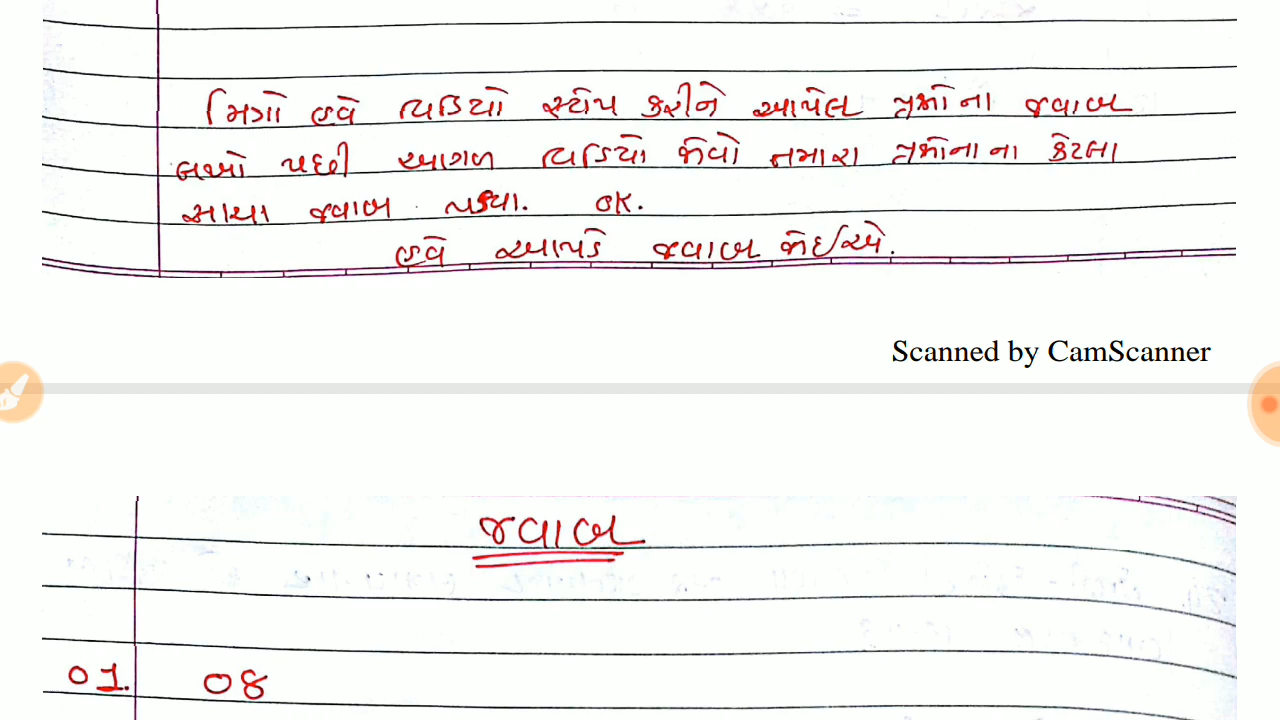 મિત્રો હવે વિડિયો સ્ટોપ કરીને આપેલ પ્રશ્નોના જવાબ
લખો પછી આગળ વિડિયો જોવો તમારા પ્રશ્નોનાના કેટલા
સાચા જવાબ પડ્યા. OK.
હવે આપણે જવાબ જોઈએ.
Scanned by CamScanner
જવાબ
01. 08